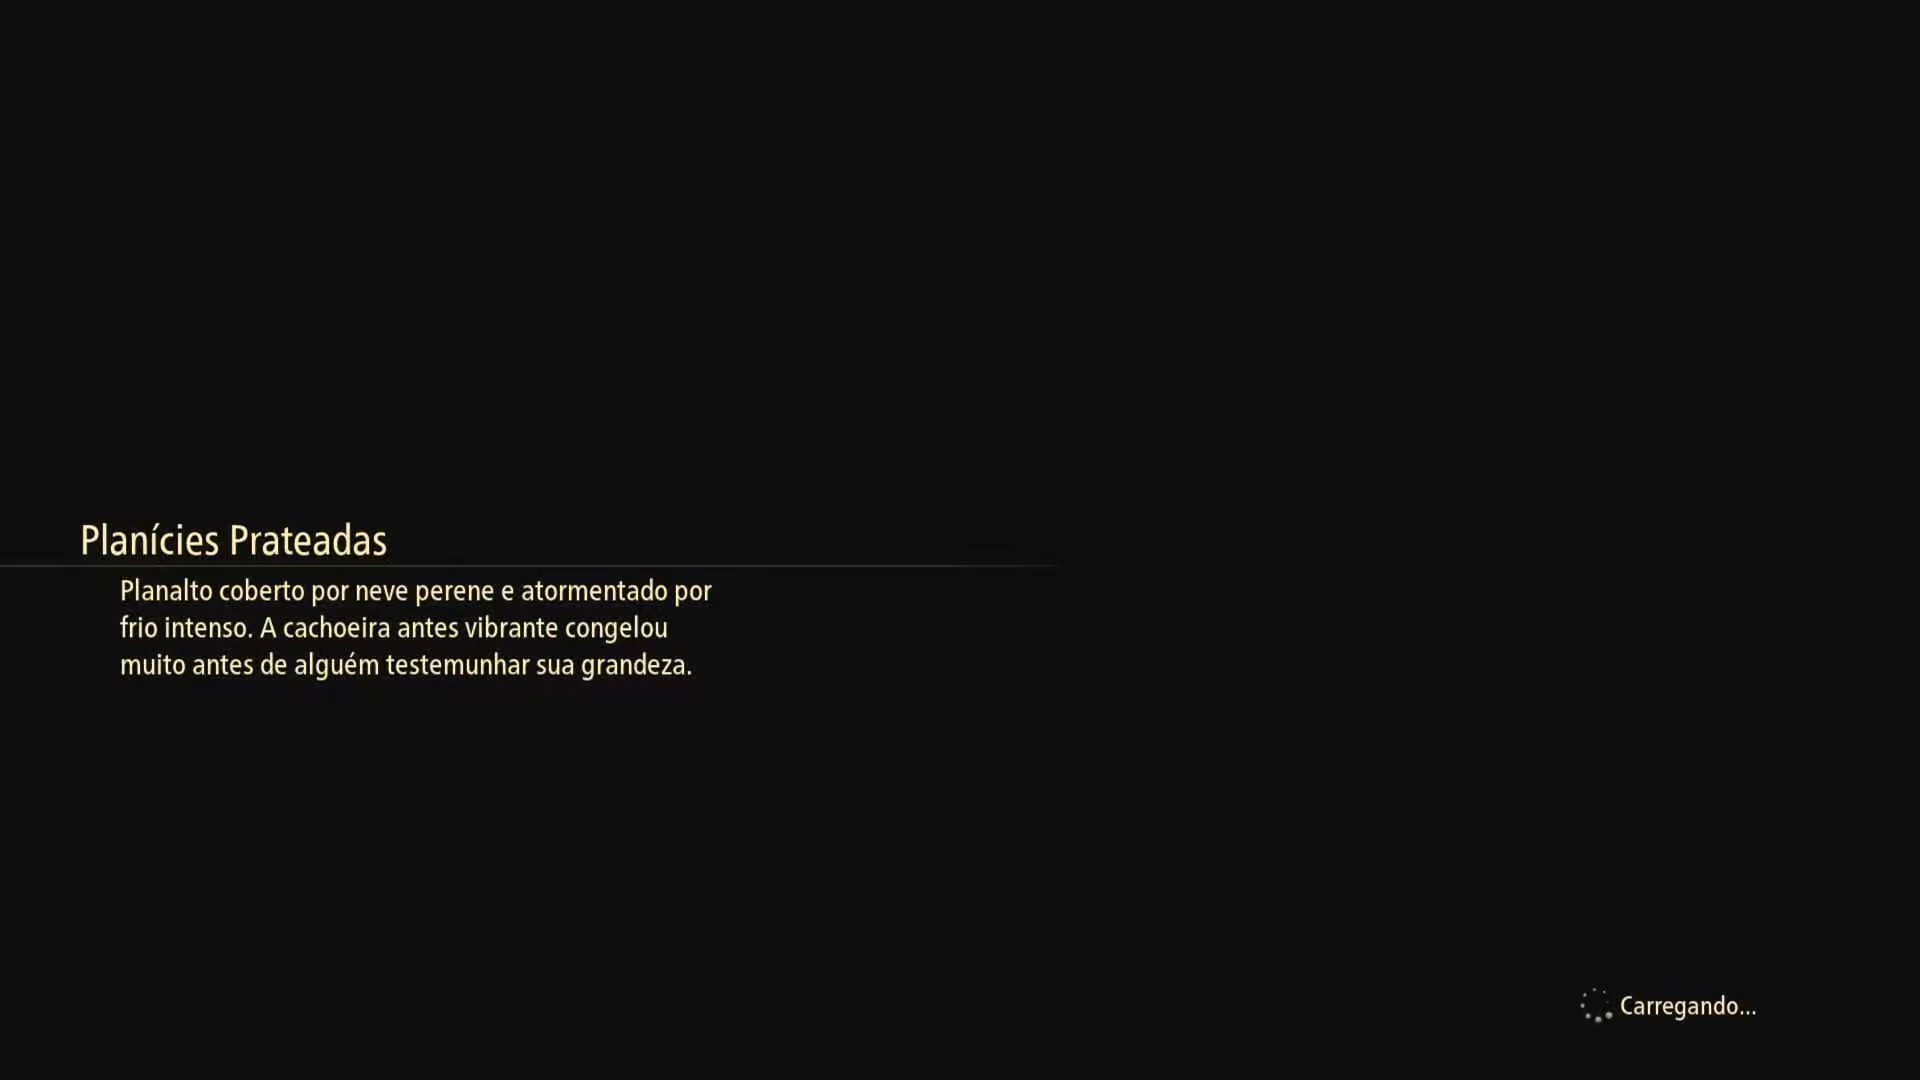 Planícies Prateadas
Planalto coberto por neve perene e atormentado por
frio intenso. A cachoeira antes vibrante congelou
muito antes de alguém testemunhar sua grandeza.
Carregando...